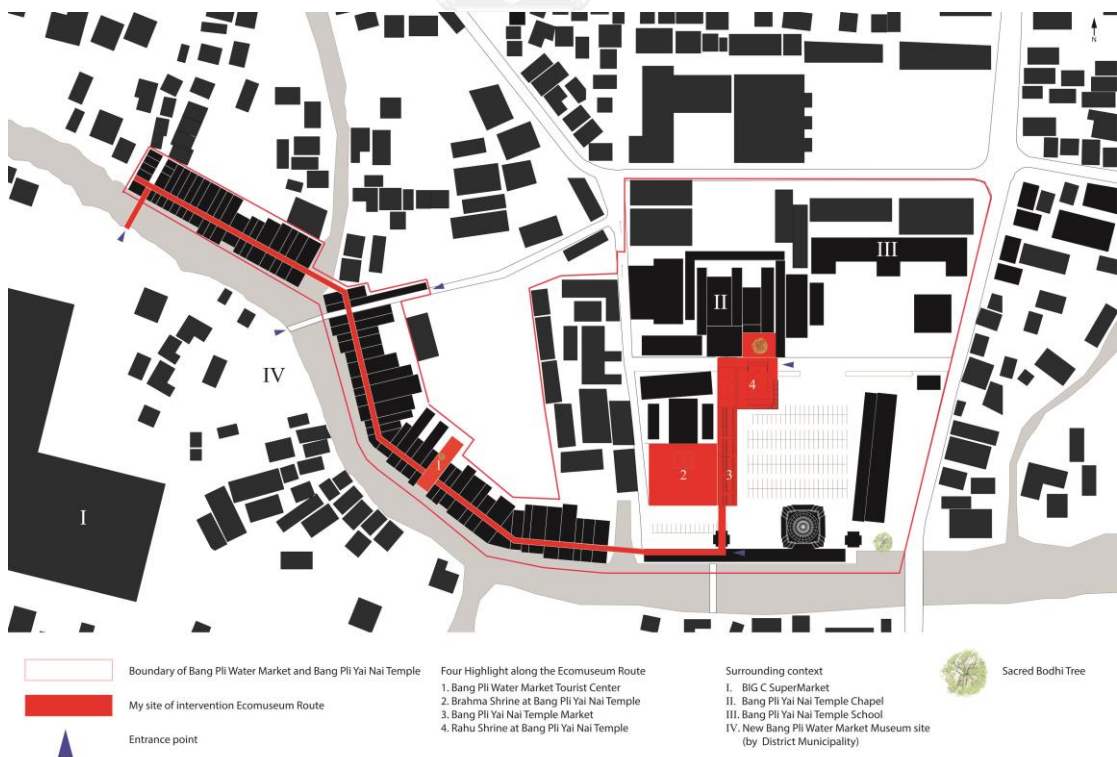 N
III
II
4
IV
1
2
3
I
Boundary of Bang Pli Water Market and Bang Pli Yai Nai Temple
My site of intervention Ecomuseum Route
Entrance point
Four Highlight along the Ecomuseum Route
1. Bang Pli Water Market Tourist Center
2. Brahma Shrine at Bang Pli Yai Nai Temple
3. Bang Pli Yai Nai Temple Market
4. Rahu Shrine at Bang Pli Yai Nai Temple
Surrounding context
I. BIG C SuperMarket
II. Bang Pli Yai Nai Temple Chapel
III. Bang Pli Yai Nai Temple School
IV. New Bang Pli Water Market Museum site
(by District Municipality)
Sacred Bodhi Tree